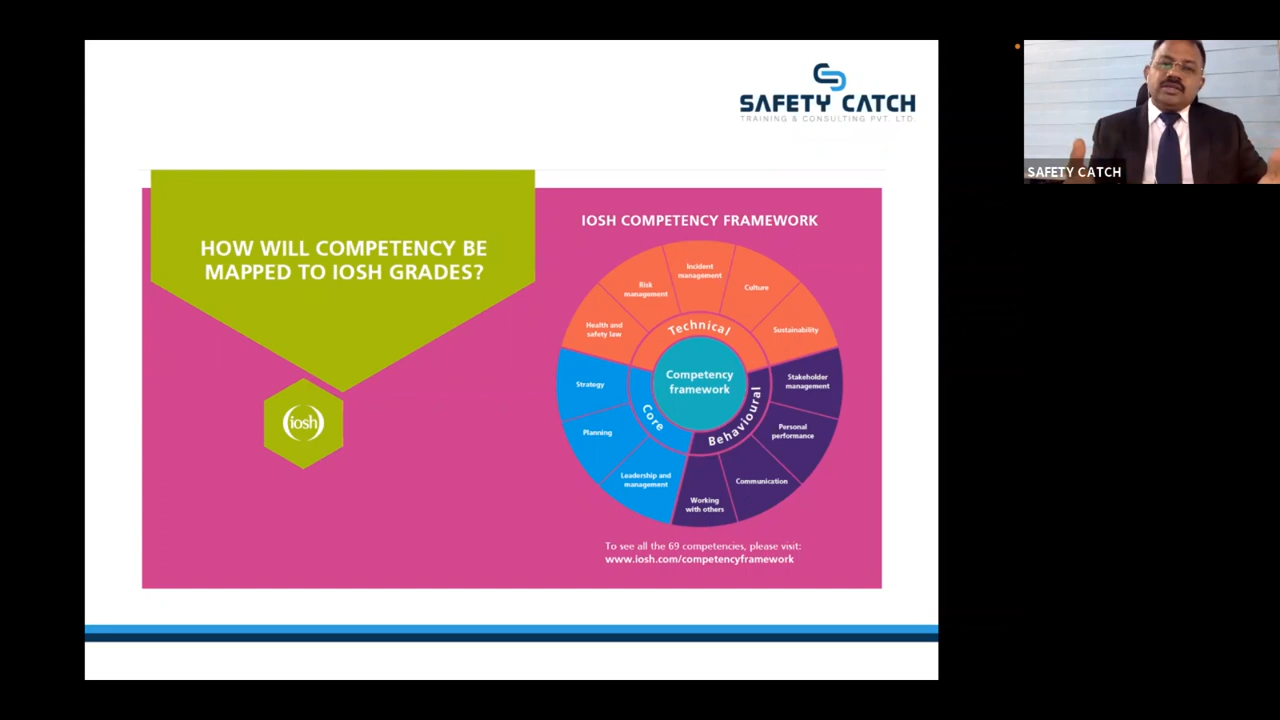 SAFETY CATCH
TRAINING & CONSULTING PVT. LTD.
SAFETY CATCH
HOW WILL COMPETENCY BE
MAPPED TO IOSH GRADES?
iosh
IOSH COMPETENCY FRAMEWORK
Incident
management
Risk
management
Culture
Health and
safety law
Sustainability
Technical
Competency
framework
Strategy
Stakeholder
management
Core
Behavioural
Planning
Personal
performance
Leadership and
management
Communication
Working
with others
To see all the 69 competencies, please visit:
www.iosh.com/competencyframework